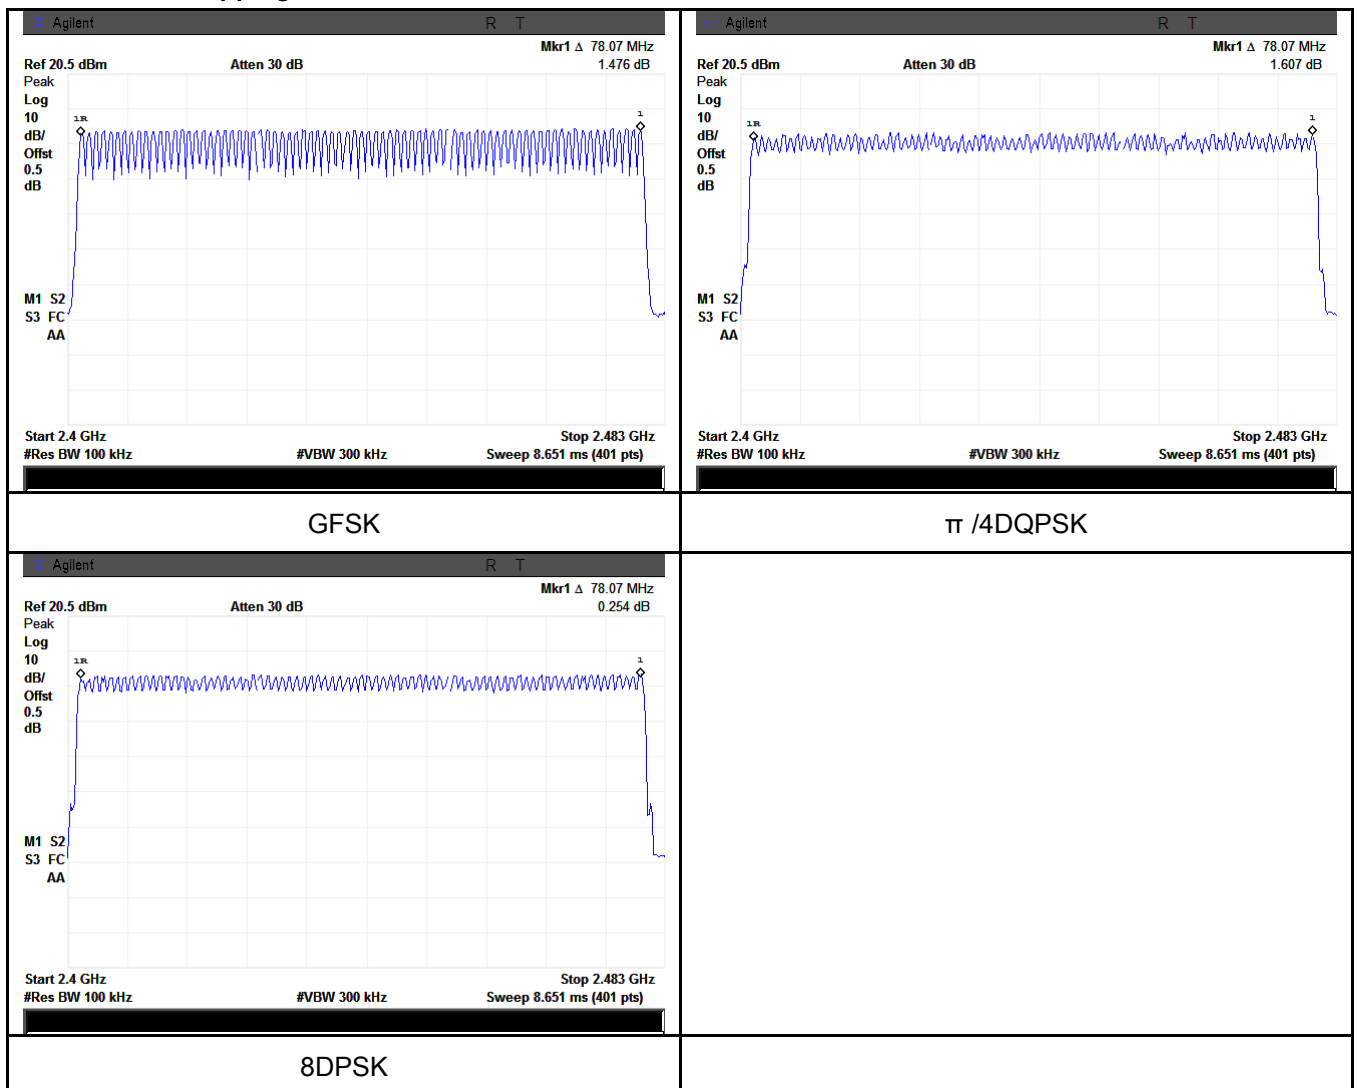 Agilent R T
Mkr1 Δ 78.07 MHz
Ref 20.5 dBm Atten 30 dB 1.476 dB
Peak
Log
10
dB/
Offst
0.5
dB
1R
1
M1 S2
S3 FC
AA
Start 2.4 GHz Stop 2.483 GHz
#Res BW 100 kHz #VBW 300 kHz Sweep 8.651 ms (401 pts)
GFSK
Agilent R T
Mkr1 Δ 78.07 MHz
Ref 20.5 dBm Atten 30 dB 1.607 dB
Peak
Log
10
dB/
Offst
0.5
dB
1R
1
M1 S2
S3 FC
AA
Start 2.4 GHz Stop 2.483 GHz
#Res BW 100 kHz #VBW 300 kHz Sweep 8.651 ms (401 pts)
π /4DQPSK
Agilent R T
Mkr1 Δ 78.07 MHz
Ref 20.5 dBm Atten 30 dB 0.254 dB
Peak
Log
10
dB/
Offst
0.5
dB
1R
1
M1 S2
S3 FC
AA
Start 2.4 GHz Stop 2.483 GHz
#Res BW 100 kHz #VBW 300 kHz Sweep 8.651 ms (401 pts)
8DPSK